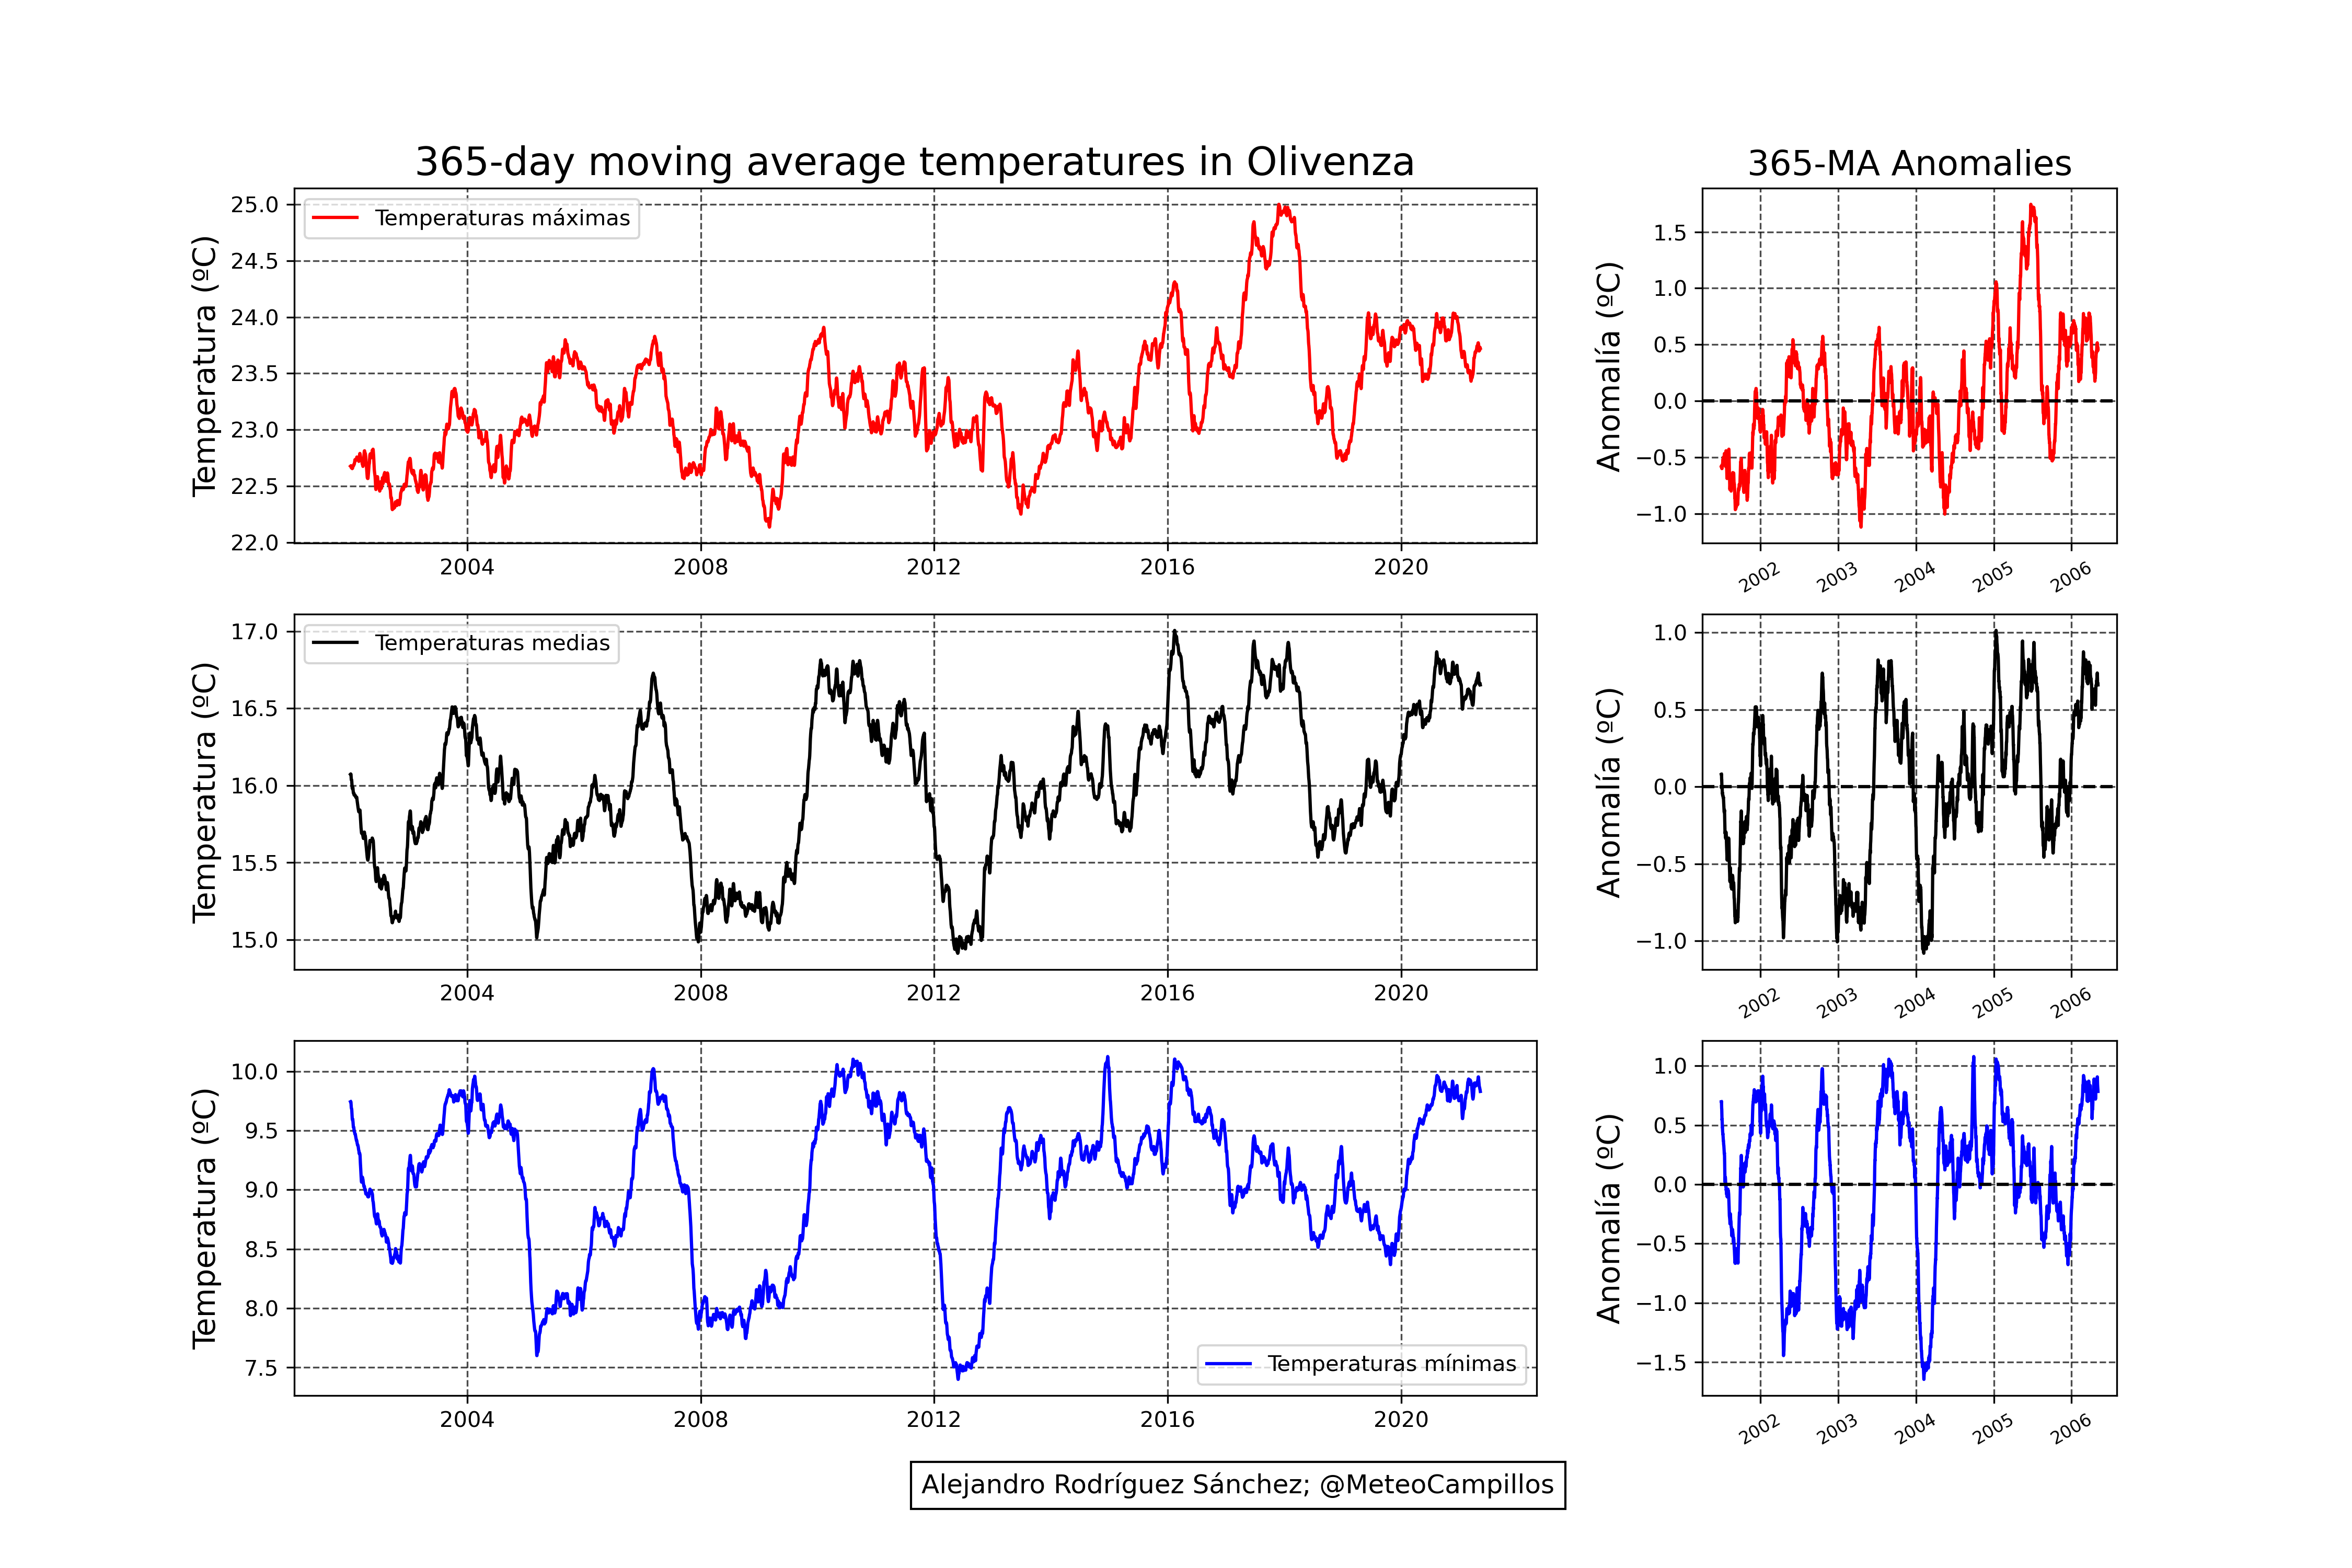 365-day moving average temperatures in Olivenza
365-MA Anomalies
Temperatura (ºC)
25.0
24.5
24.0
23.5
23.0
22.5
22.0
Temperaturas máximas
2004 2008 2012 2016 2020
Anomalía (ºC)
1.5
1.0
0.5
0.0
−0.5
−1.0
2002 2003 2004 2005 2006
Temperatura (ºC)
17.0
16.5
16.0
15.5
15.0
Temperaturas medias
2004 2008 2012 2016 2020
Anomalía (ºC)
1.0
0.5
0.0
−0.5
−1.0
2002 2003 2004 2005 2006
Temperatura (ºC)
10.0
9.5
9.0
8.5
8.0
7.5
Temperaturas mínimas
2004 2008 2012 2016 2020
Anomalía (ºC)
1.0
0.5
0.0
−0.5
−1.0
−1.5
2002 2003 2004 2005 2006
Alejandro Rodríguez Sánchez; @MeteoCampillos